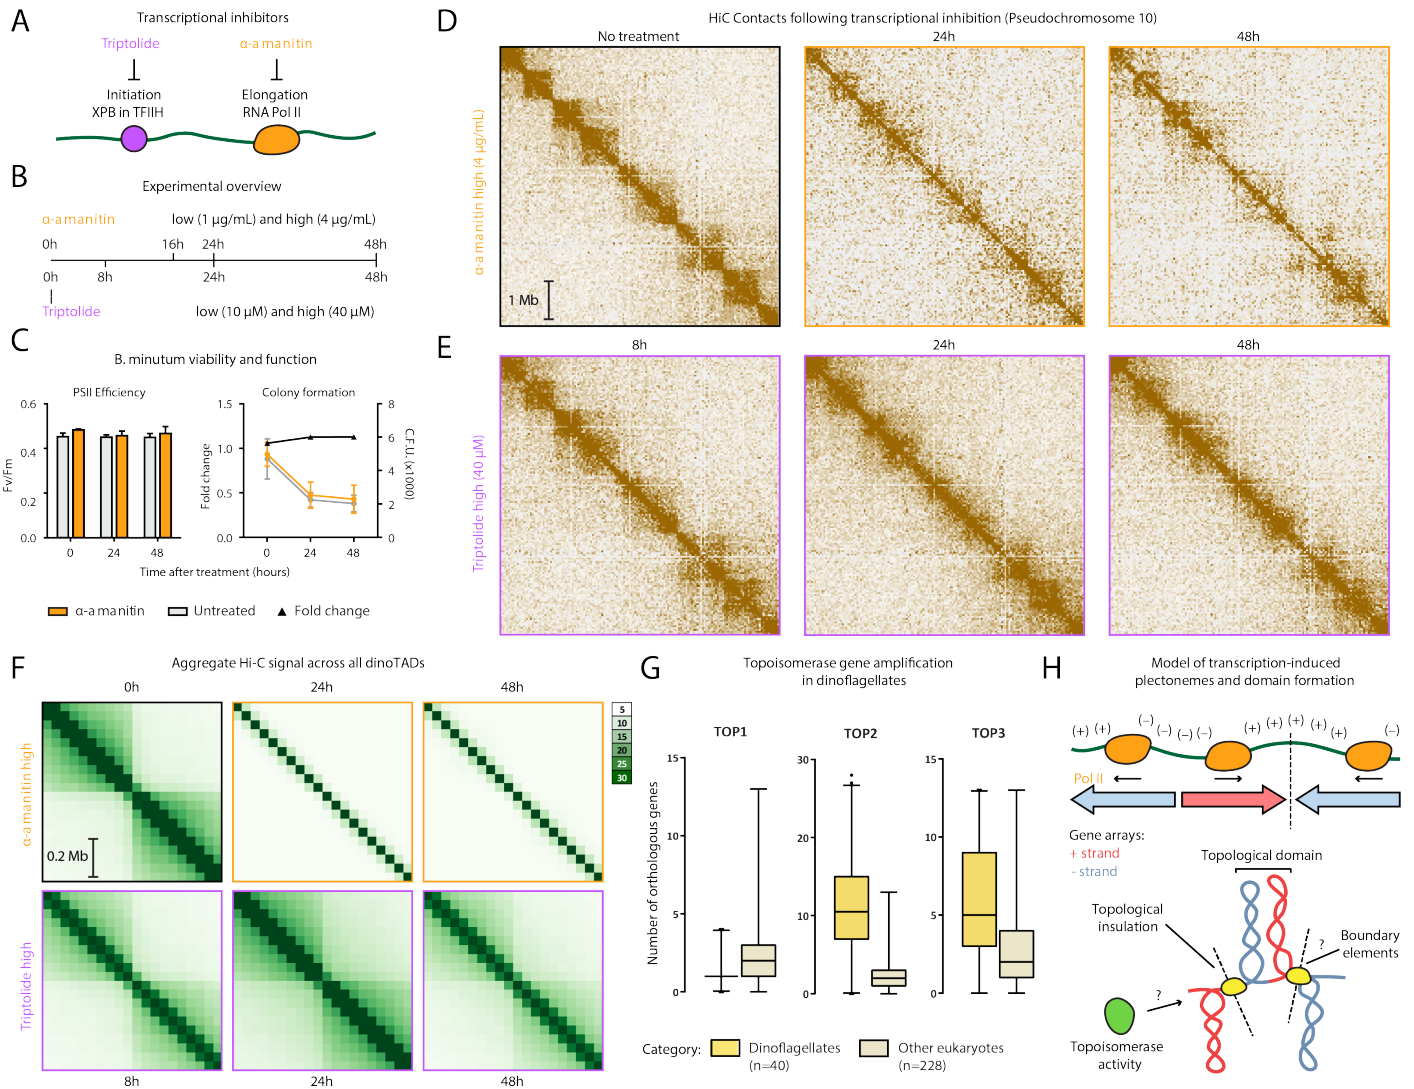 A
Transcriptional inhibitors
Triptolide
α-amanitin
Initiation
XPB in TFIIH
Elongation
RNA Pol II
B
Experimental overview
α-amanitin
low (1 µg/mL) and high (4 µg/mL)
0h 16h 24h 48h
0h 8h 24h 48h
Triptolide
low (10 µM) and high (40 µM)
C
B. minutum viability and function
PSII Efficiency
Fv/Fm
0.6
0.4
0.2
0.0
0 24 48
Colony formation
Fold change
1.5
1.0
0.5
0.0
C.F.U. (x1000)
8
6
4
2
0
0 24 48
Time after treatment (hours)
α-amanitin
Untreated
Fold change
D
HiC Contacts following transcriptional inhibition (Pseudochromosome 10)
No treatment
24h
48h
α-amanitin high (4 µg/mL)
1 Mb
E
8h
24h
48h
Triptolide high (40 µM)
F
Aggregate Hi-C signal across all dinoTADs
0h
24h
48h
α-amanitin high
0.2 Mb
5
10
15
20
25
30
Triptolide high
8h
24h
48h
G
Topoisomerase gene amplification
in dinoflagellates
Number of orthologous genes
TOP1
15
10
5
0
TOP2
30
20
10
0
TOP3
15
10
5
0
Category:
Dinoflagellates
(n=40)
Other eukaryotes
(n=228)
H
Model of transcription-induced
plectonemes and domain formation
(+) (+) (−) (−) (−) (−) (+) (+) (+) (+) (+) (−)
Pol II
Gene arrays:
+ strand
- strand
Topological domain
Topological
insulation
?
Boundary
elements
?
Topoisomerase
activity